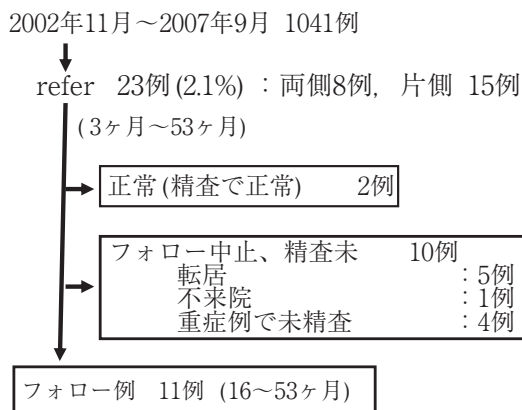 2002年11月～2007年9月 1041例
refer 23例(2.1%) : 両側8例, 片側 15例
(3ヶ月～53ヶ月)
正常(精査で正常) 2例
フォロー中止、精査未 10例
転居 :5例
不来院 :1例
重症例で未精査 :4例
フォロー例 11例 (16～53ヶ月)